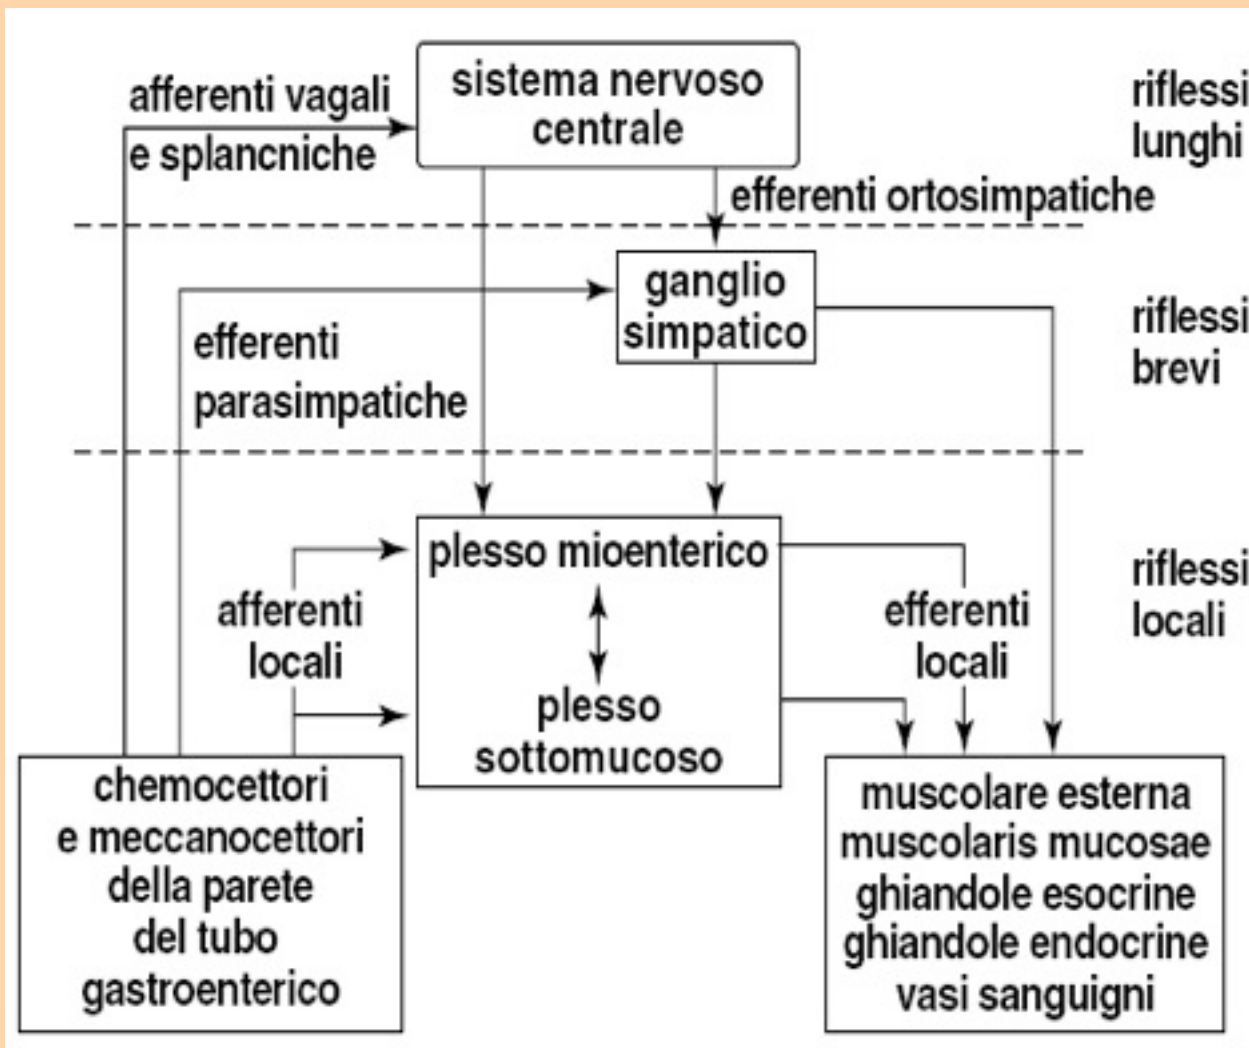 sistema nervoso
centrale
afferenti vagali
e splancniche
riflessi
lunghi
efferenti ortosimpatiche
ganglio
simpatico
efferenti
parasimpatiche
riflessi
brevi
plesso mioenterico
plesso
sottomucoso
afferenti
locali
efferenti
locali
riflessi
locali
chemocettori
e meccanocettori
della parete
del tubo
gastroenterico
muscolare esterna
muscolaris mucosae
ghiandole esocrine
ghiandole endocrine
vasi sanguigni